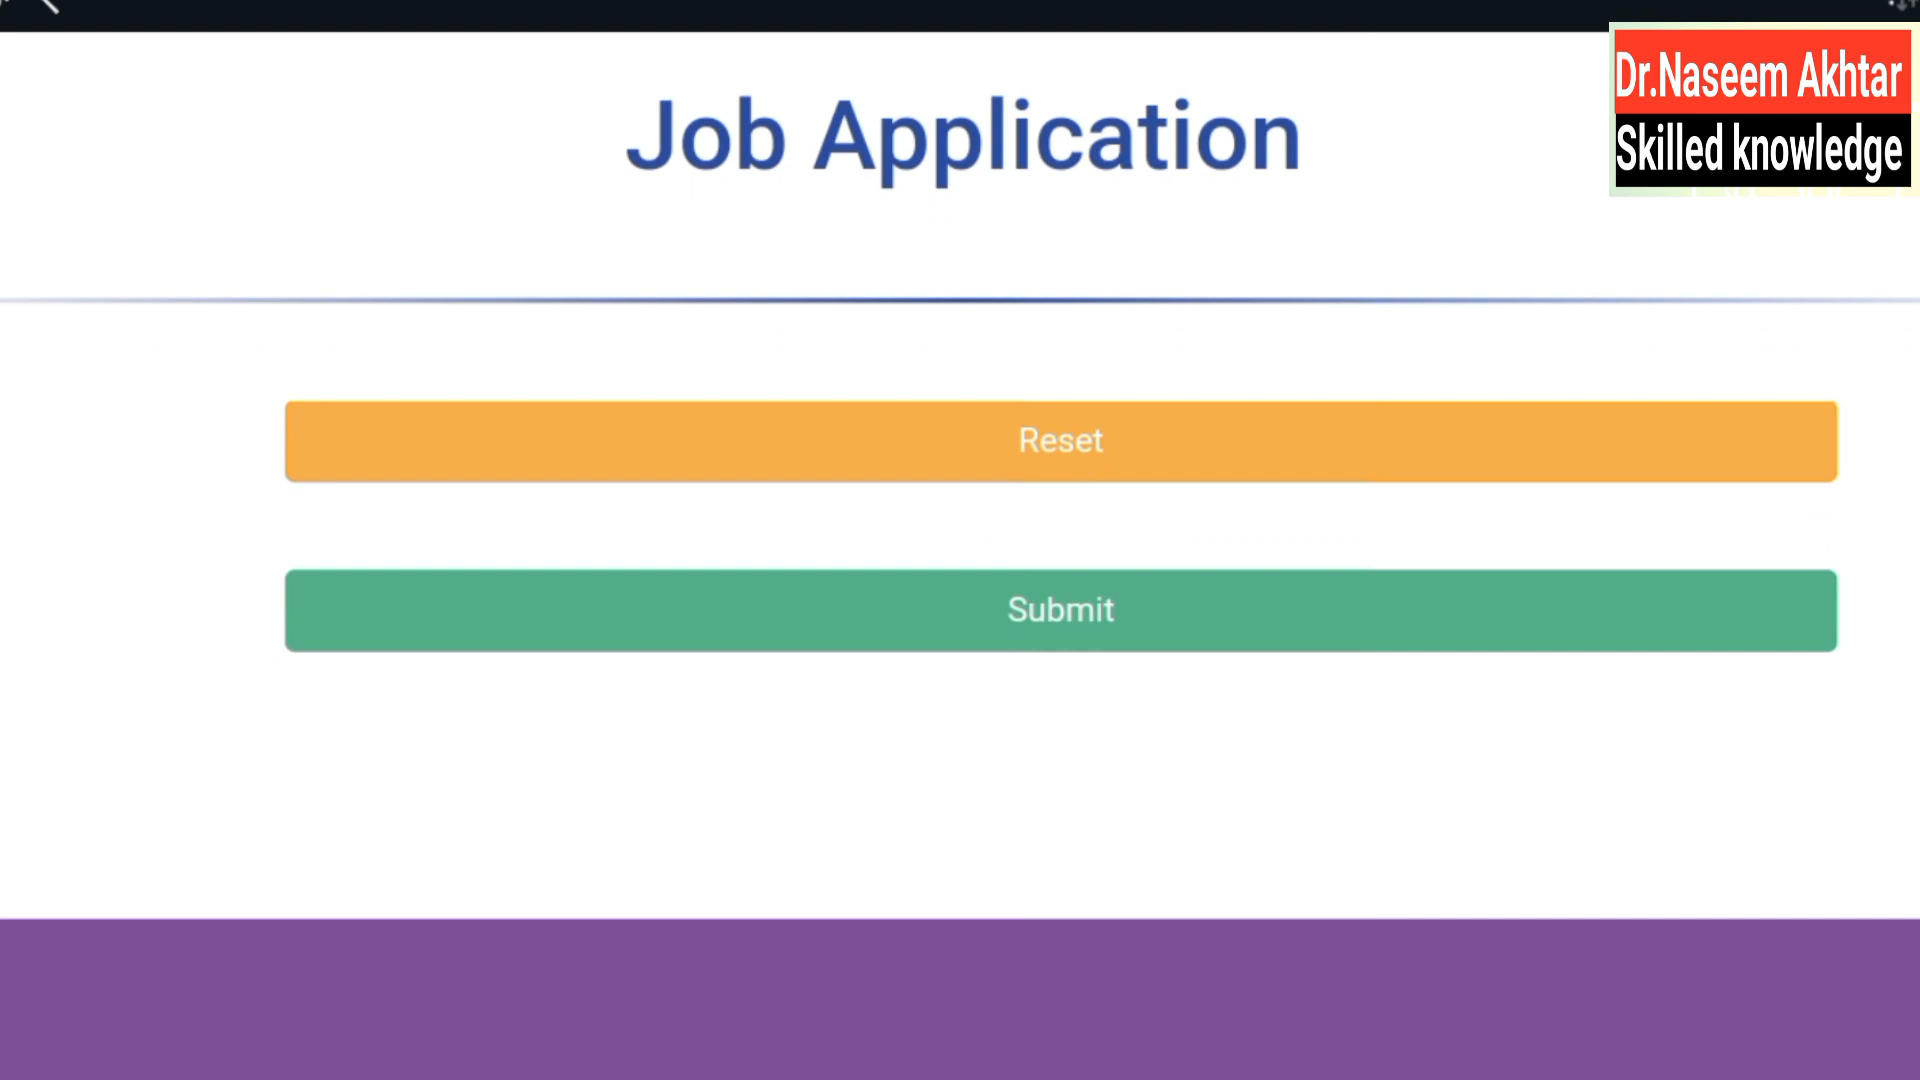 Dr.Naseem Akhtar
Skilled knowledge
Job Application
Reset
Submit